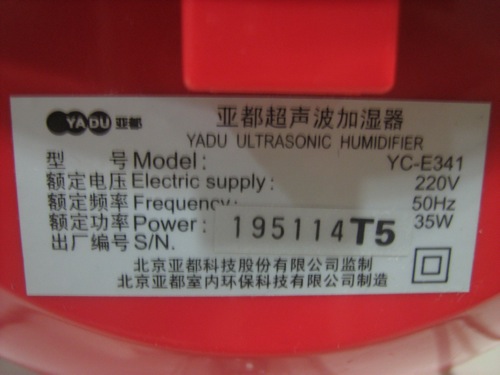 YADU 亚都
亚都超声波加湿器
YADU ULTRASONIC HUMIDIFIER
型 号 Model: YC-E341
额定电压 Electric supply: 220V
额定频率 Frequency: 50Hz
额定功率 Power: 35W
出厂编号 S/N. 195114T5
北京亚都科技股份有限公司监制
北京亚都室内环保科技有限公司制造